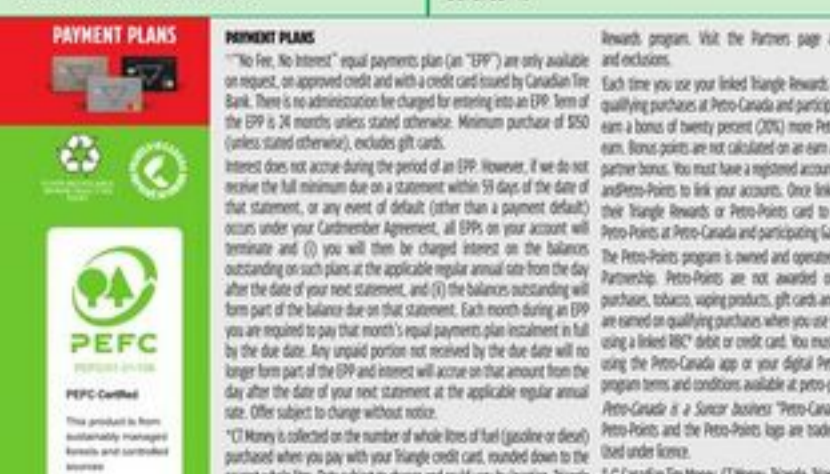 PAYMENT PLANS
PEFC
PEFC Certified
This product is from
sustainably managed
forests and controlled
sources
PAYMENT PLANS
"No Fee, No Interest" equal payments plan (an "EPP") are only available
on request, on approved credit and with a credit card issued by Canadian Tire
Bank. There is no administration fee charged for entering into an EPP. Term of
the EPP is 24 months unless stated otherwise. Minimum purchase of $150
(unless stated otherwise), excludes gift cards.
Interest does not accrue during the period of an EPP. However, if we do not
receive the full minimum due on a statement within 59 days of the date of
that statement, or any event of default (other than a payment default)
occurs under your Cardmember Agreement, all EPPs on your account will
terminate and (i) you will then be charged interest on the balances
outstanding on such plans at the applicable regular annual rate from the day
after the date of your next statement, and (ii) the balances outstanding will
form part of the balance due on that statement. Each month during an EPP
you are required to pay that month's equal payments plan instalment in full
by the due date. Any unpaid portion not received by the due date will no
longer form part of the EPP and interest will accrue on that amount from the
day after the date of your next statement at the applicable regular annual
rate. Offer subject to change without notice.
*CT Money is collected on the number of whole litres of fuel (gasoline or diesel)
purchased when you pay with your Triangle credit card, rounded down to the
Rewards program. Visit the Partners page
and exclusions.
Each time you use your linked Triangle Rewards
qualifying purchases at Petro-Canada and particip
earn a bonus of twenty percent (20%) more Pet
earn. Bonus points are not calculated on an earn
partner bonus. You must have a registered accoun
andPetro-Points to link your accounts. Once link
their Triangle Rewards or Petro-Points card to
Petro-Points at Petro-Canada and participating Ga
The Petro-Points program is owned and operate
Partnership. Petro-Points are not awarded
purchases, tobacco, vaping products, gift cards an
are earned on qualifying purchases when you use
using a linked RBC® debit or credit card. You mus
using the Petro-Canada app or your digital Pet
program terms and conditions available at petro-p
Petro-Canada is a Suncor business "Petro-Cana
Petro-Points and the Petro-Points logos are trade
Used under licence.